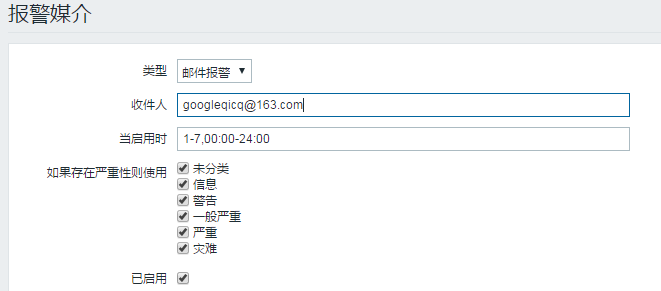 报警媒介
类型 邮件报警
收件人 googleqicq@163.com
当启用时 1-7,00:00-24:00
如果存在严重性则使用 未分类
信息
警告
一般严重
严重
灾难
已启用